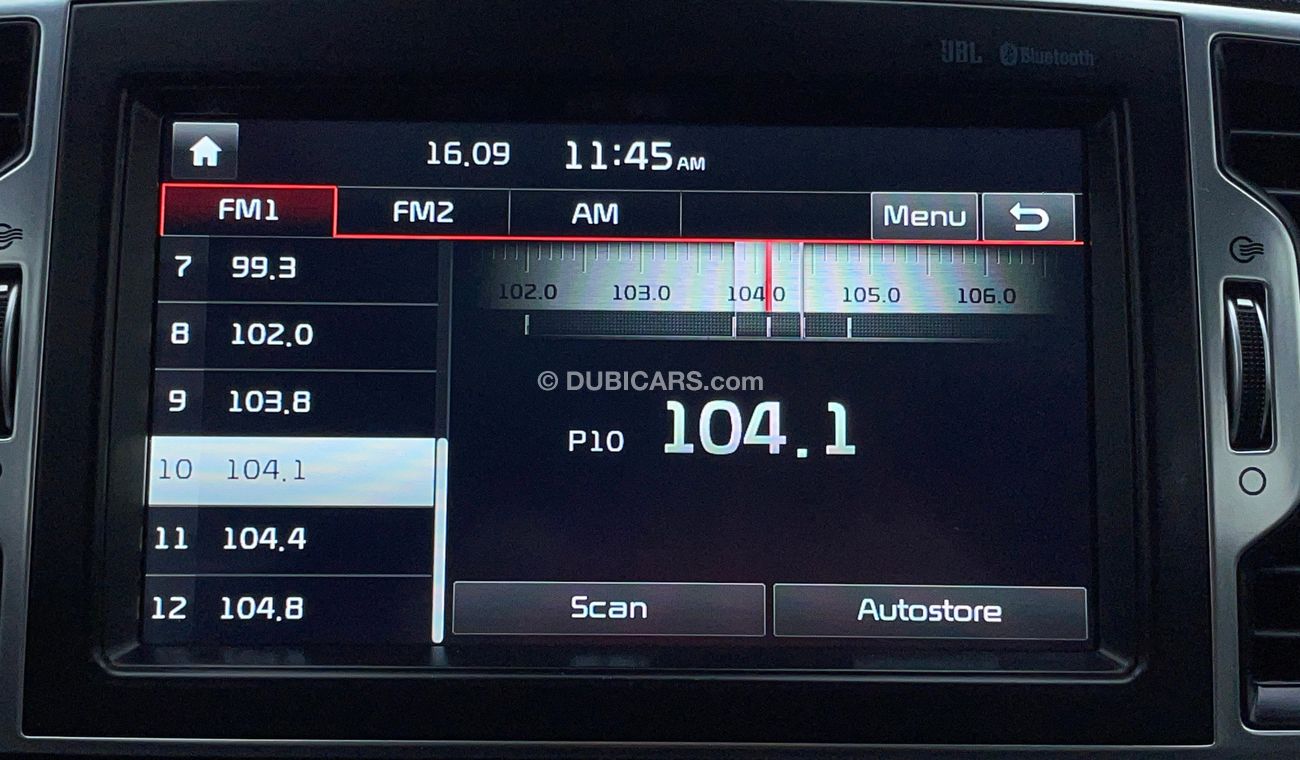 JBL Bluetooth
16.09 11:45 AM
FM1 FM2 AM Menu
7 99.3
8 102.0
9 103.8
10 104.1
11 104.4
12 104.8
102.0 103.0 104.0 105.0 106.0
© DUBICARS.com
P10 104.1
Scan Autostore